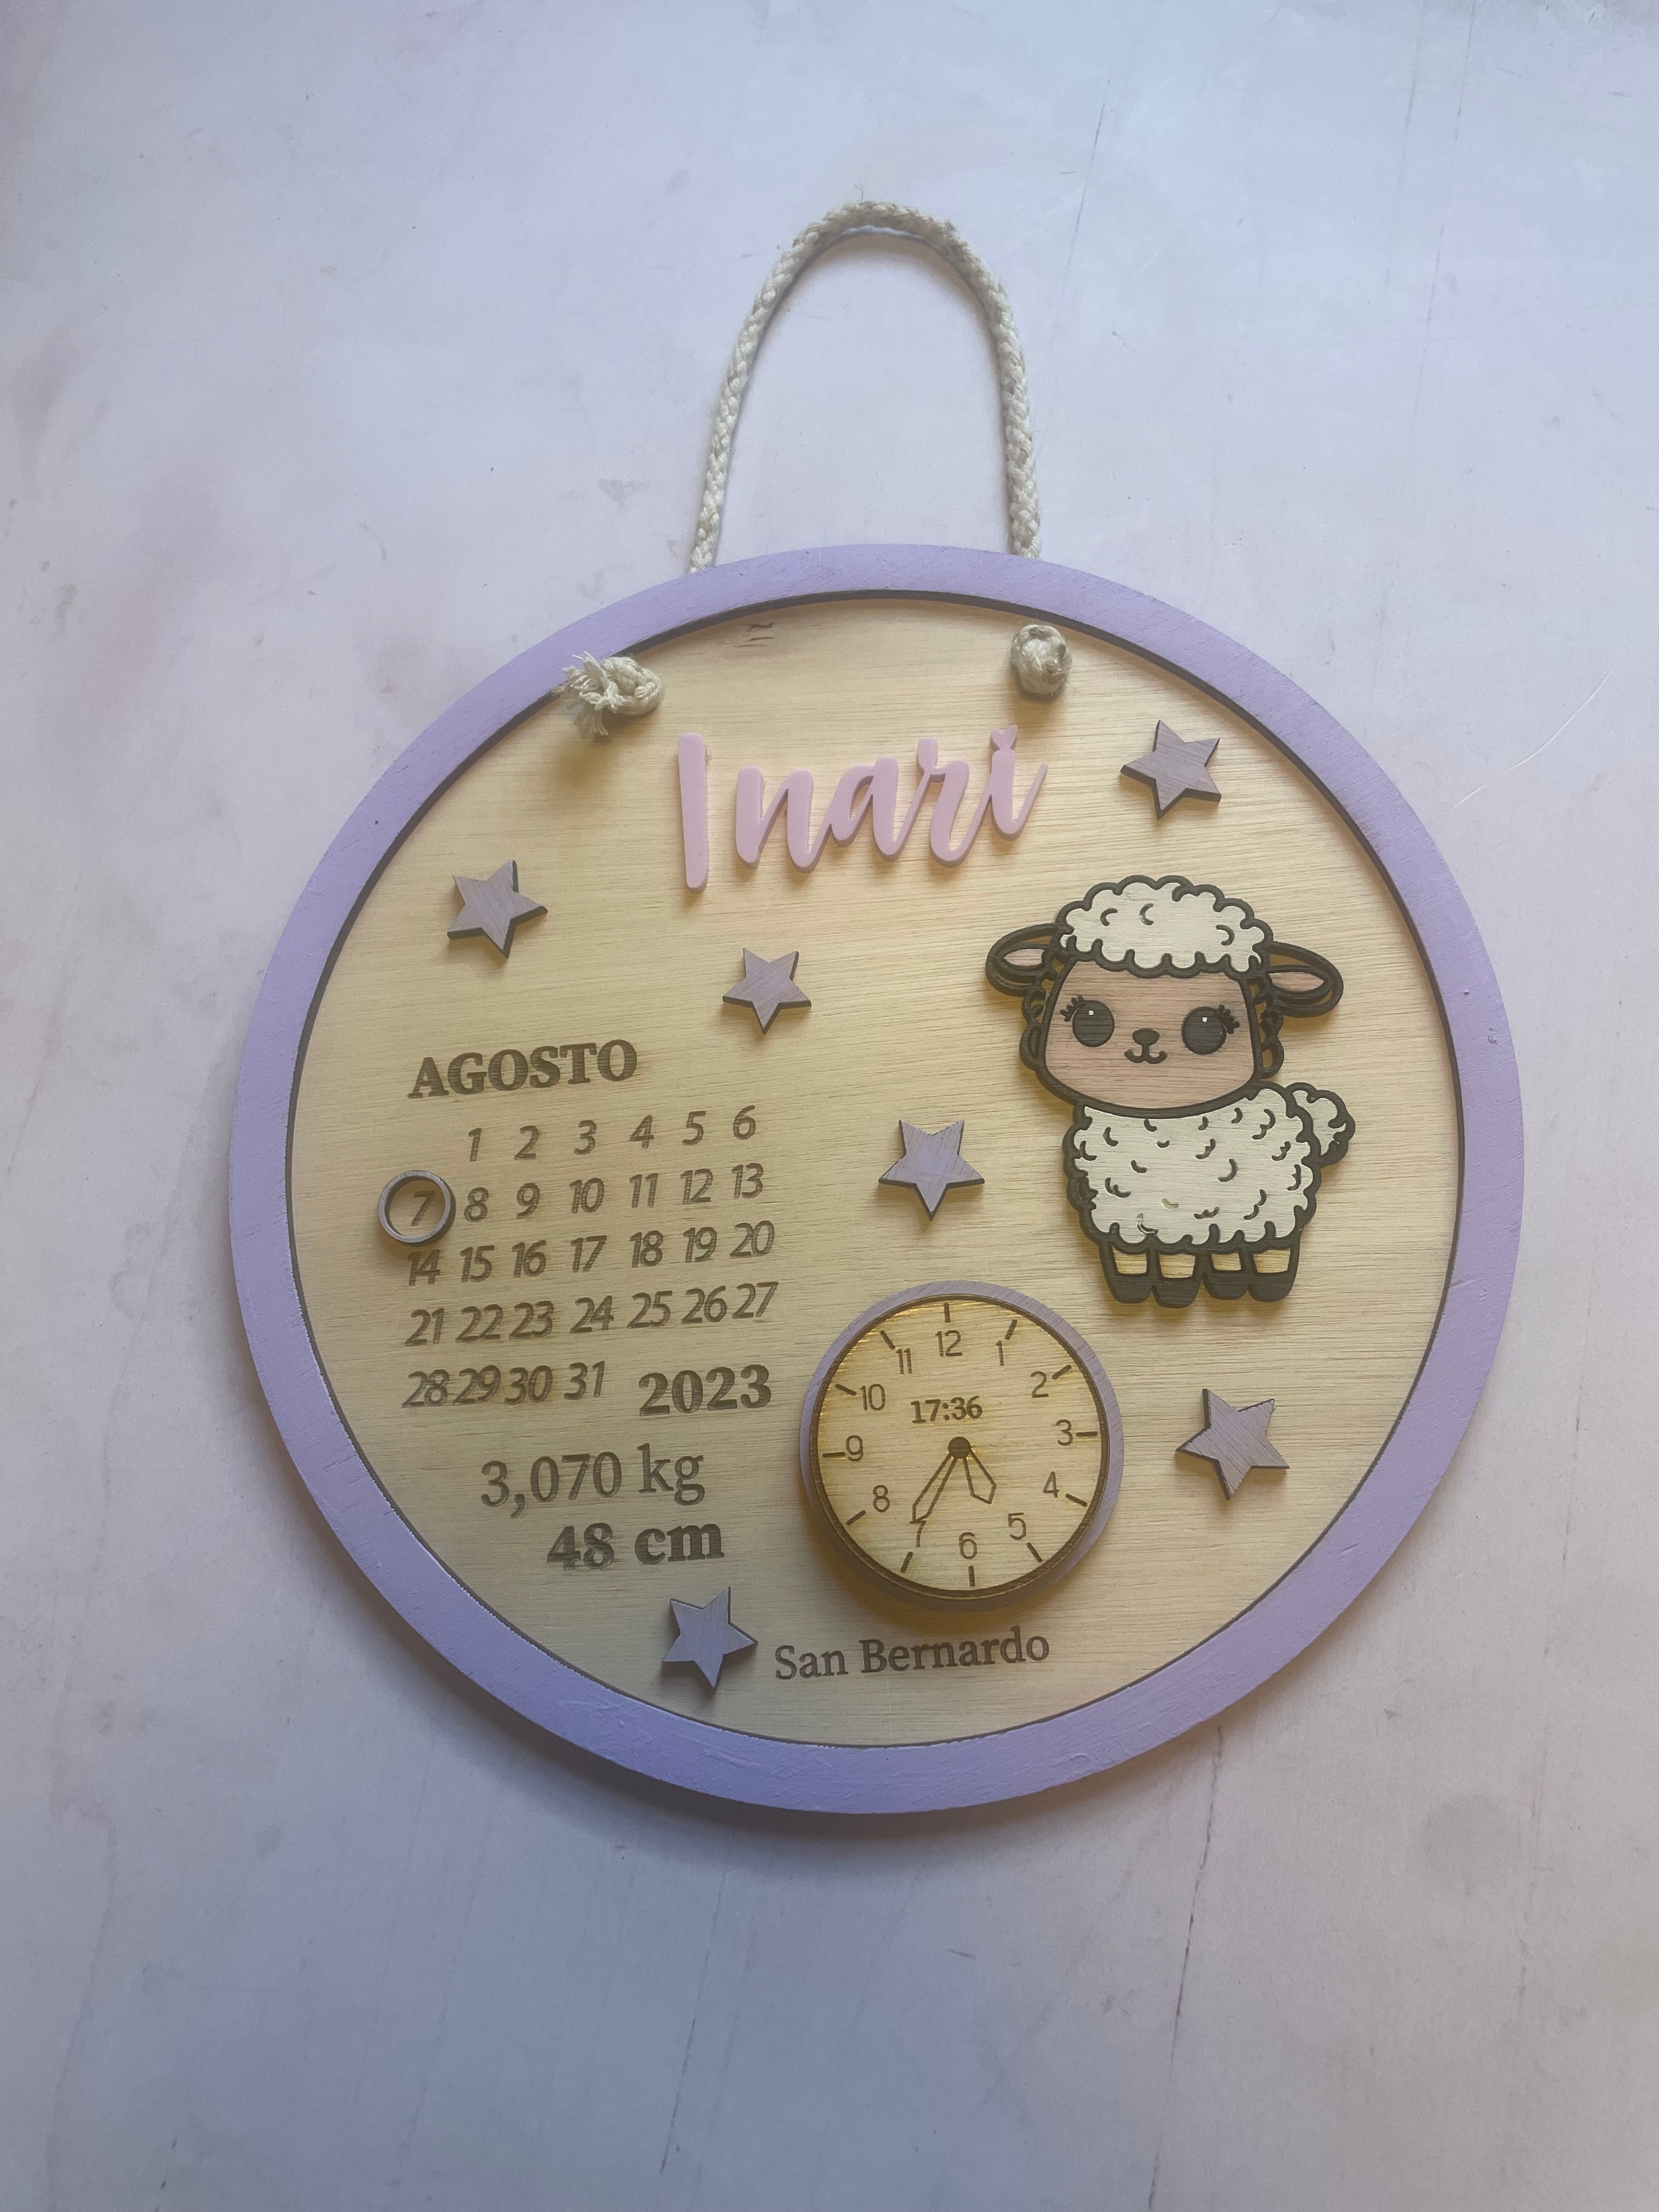 Inari
AGOSTO
1 2 3 4 5 6
7 8 9 10 11 12 13
14 15 16 17 18 19 20
21 22 23 24 25 26 27
28 29 30 31 2023
3,070 kg
48 cm
12
11 1
10 2
17:36
9 3
8 4
7 5
6
San Bernardo